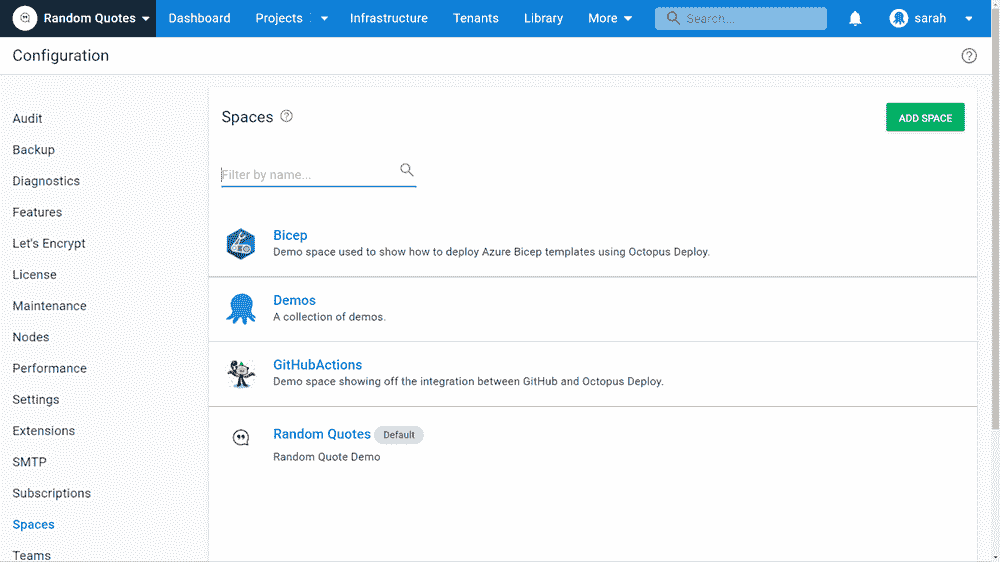 Random Quotes
Dashboard
Projects
Infrastructure
Tenants
Library
More
Search...
sarah
Configuration
Audit
Backup
Diagnostics
Features
Let's Encrypt
License
Maintenance
Nodes
Performance
Settings
Extensions
SMTP
Subscriptions
Spaces
Teams
Spaces
ADD SPACE
Filter by name...
Bicep
Demo space used to show how to deploy Azure Bicep templates using Octopus Deploy.
Demos
A collection of demos.
GitHubActions
Demo space showing off the integration between GitHub and Octopus Deploy.
Random Quotes Default
Random Quote Demo